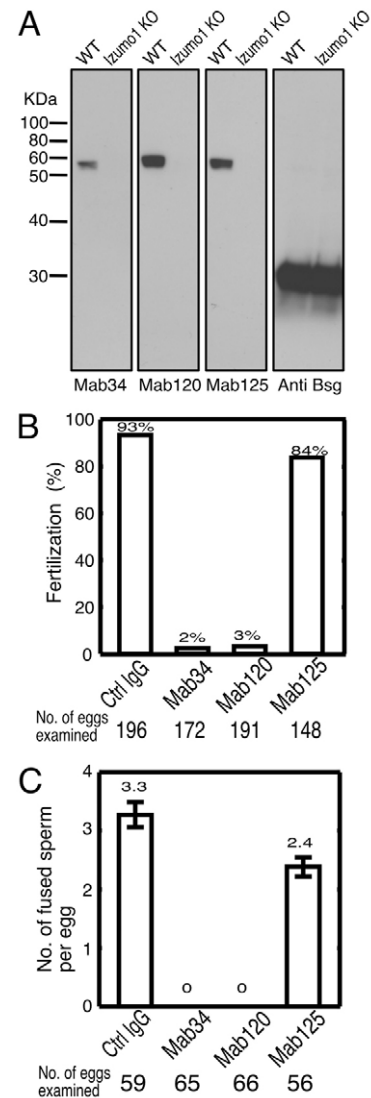 A
WT Izumo1 KO WT Izumo1 KO WT Izumo1 KO WT Izumo1 KO
KDa
100
80
60
50
40
30
Mab34 Mab120 Mab125 Anti Bsg
B
Fertilization (%)
100
80
60
40
20
0
93% 2% 3% 84%
Ctrl IgG Mab34 Mab120 Mab125
No. of eggs
examined 196 172 191 148
C
No. of fused sperm
per egg
4
3
2
1
0
3.3 0 0 2.4
Ctrl IgG Mab34 Mab120 Mab125
No. of eggs
examined 59 65 66 56